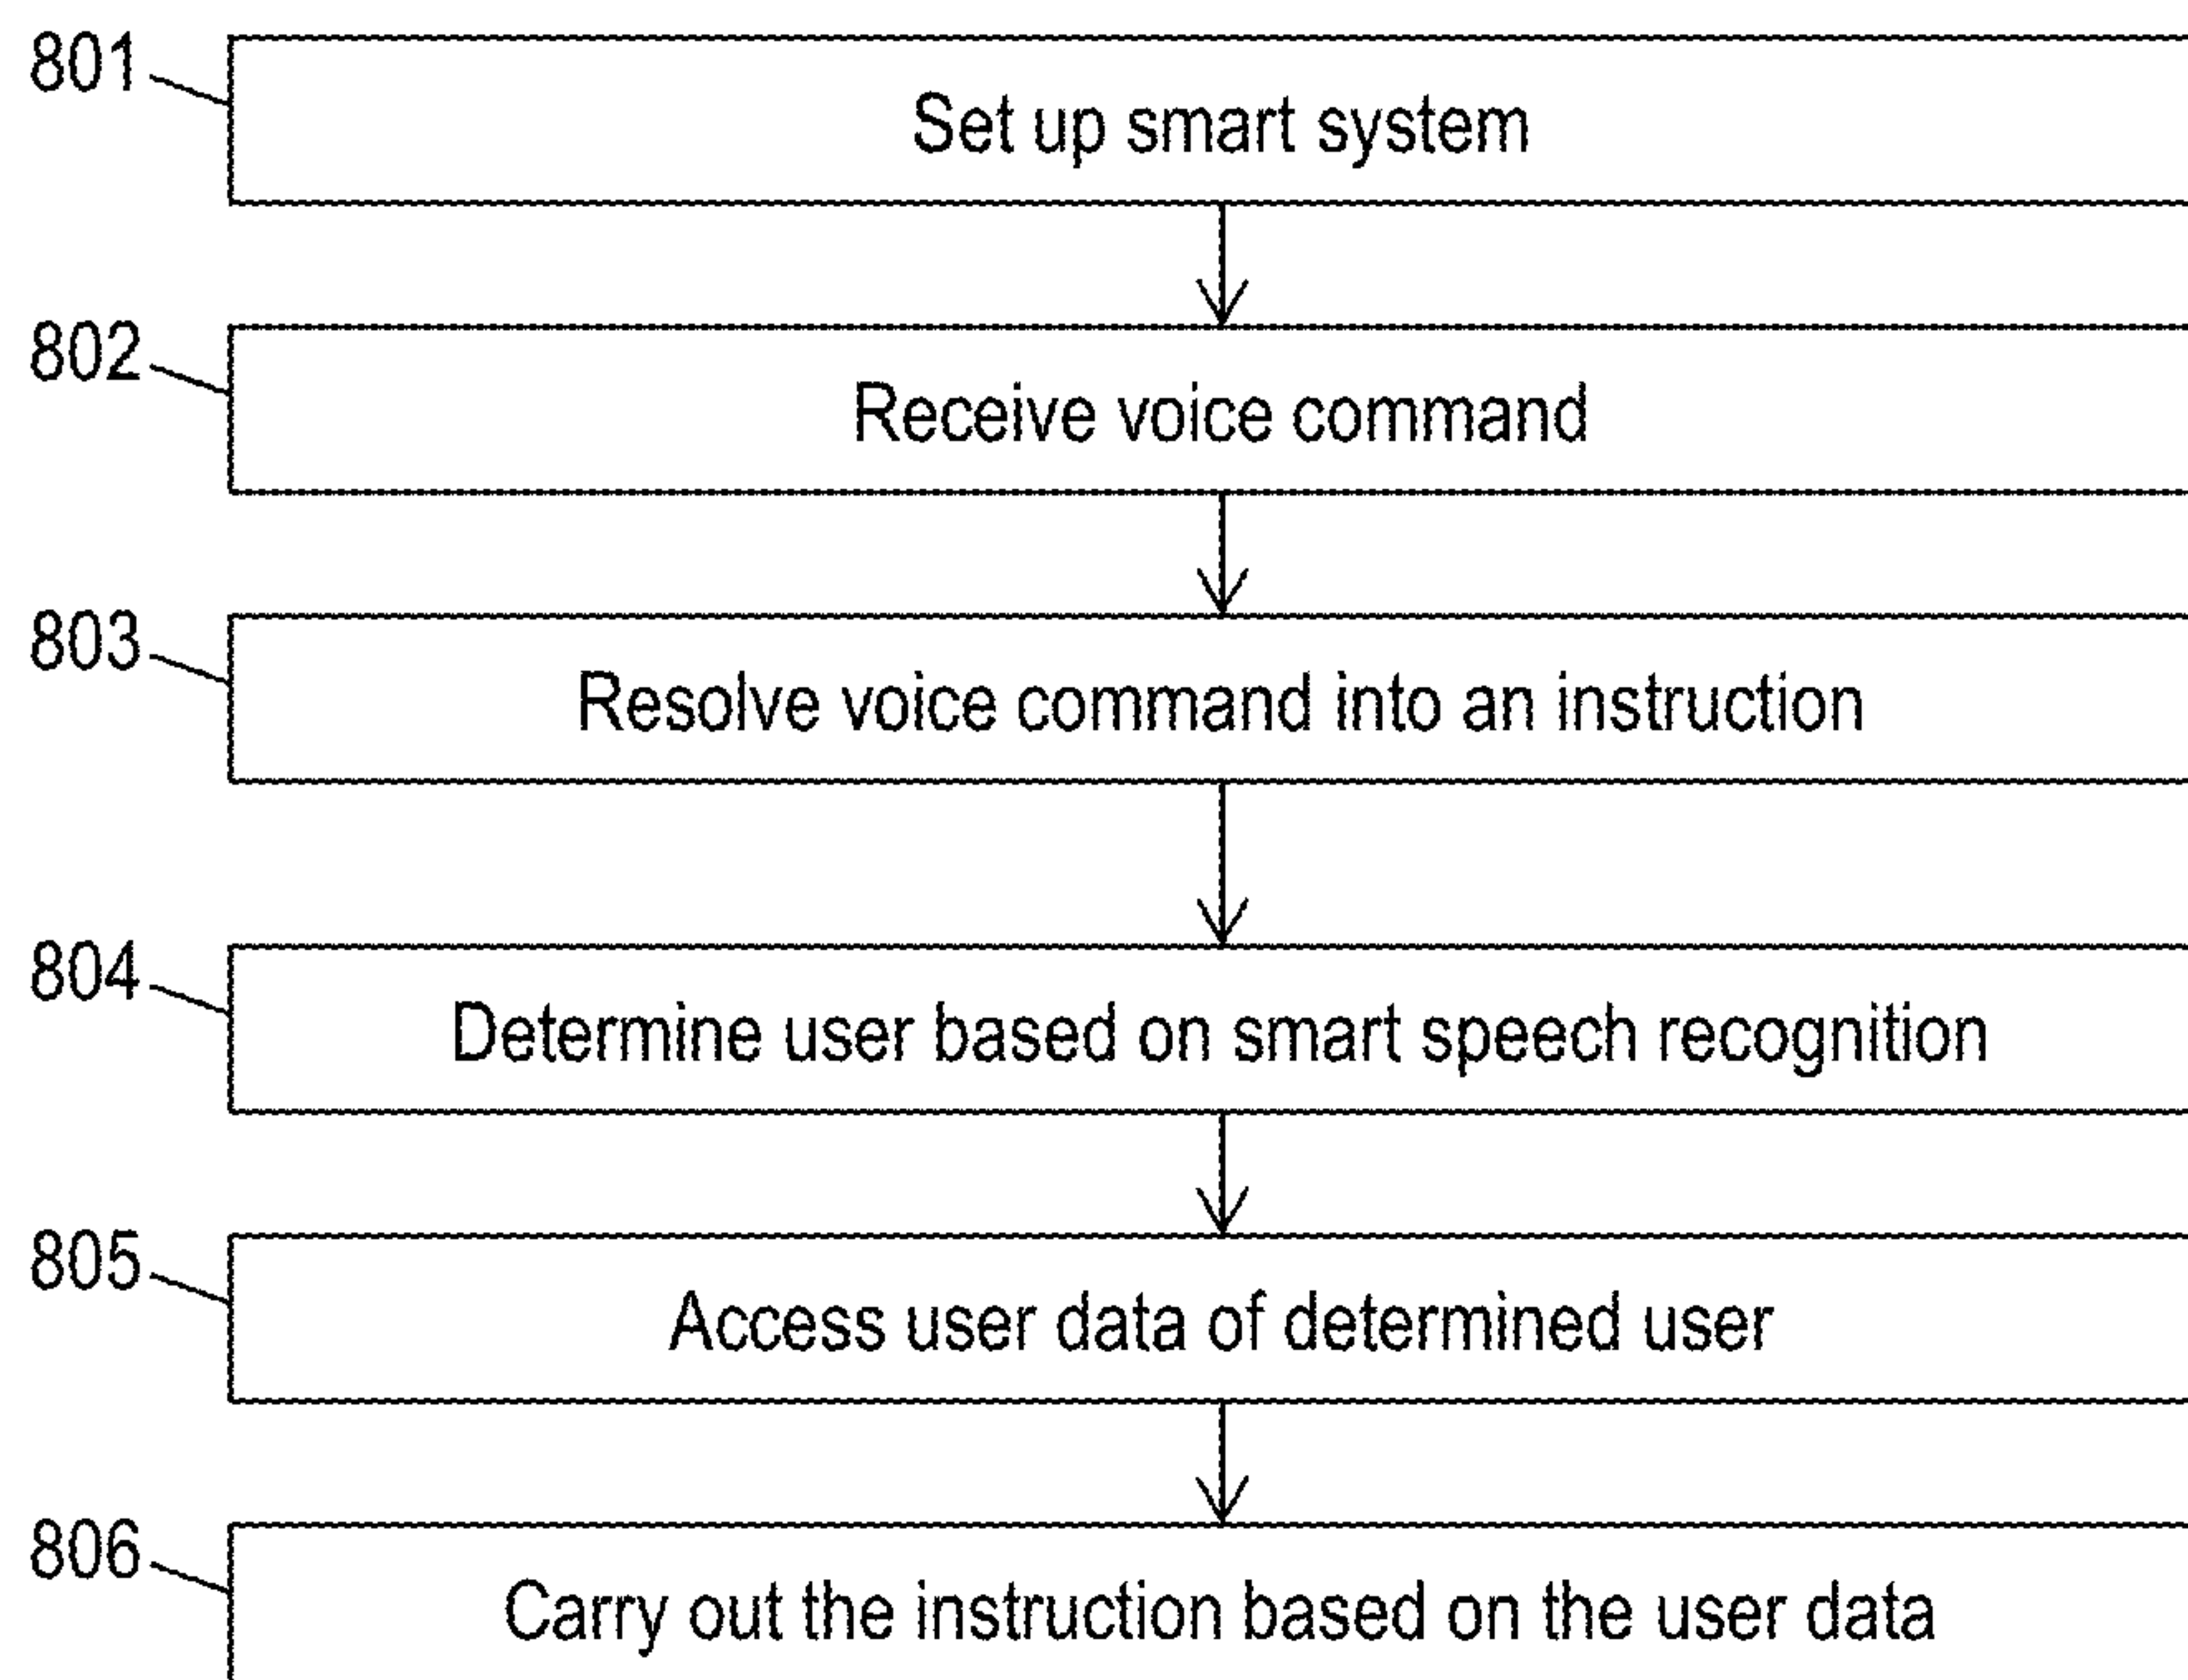 801
Set up smart system
802
Receive voice command
803
Resolve voice command into an instruction
804
Determine user based on smart speech recognition
805
Access user data of determined user
806
Carry out the instruction based on the user data